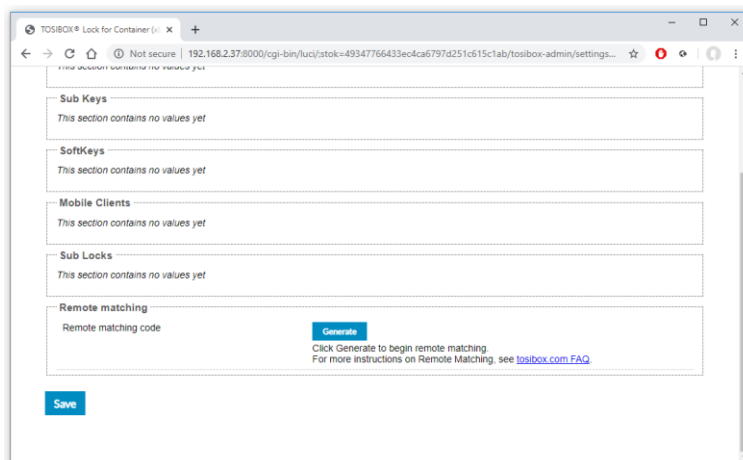 TOSIBOX® Lock for Container (
Not secure | 192.168.2.37:8000/cgi-bin/luci/;stok=49347766433ec4ca6797d251c615c1ab/tosibox-admin/settings...
This section contains no values yet
Sub Keys
This section contains no values yet
SoftKeys
This section contains no values yet
Mobile Clients
This section contains no values yet
Sub Locks
This section contains no values yet
Remote matching
Remote matching code
Generate
Click Generate to begin remote matching.
For more instructions on Remote Matching, see tosibox.com FAQ.
Save